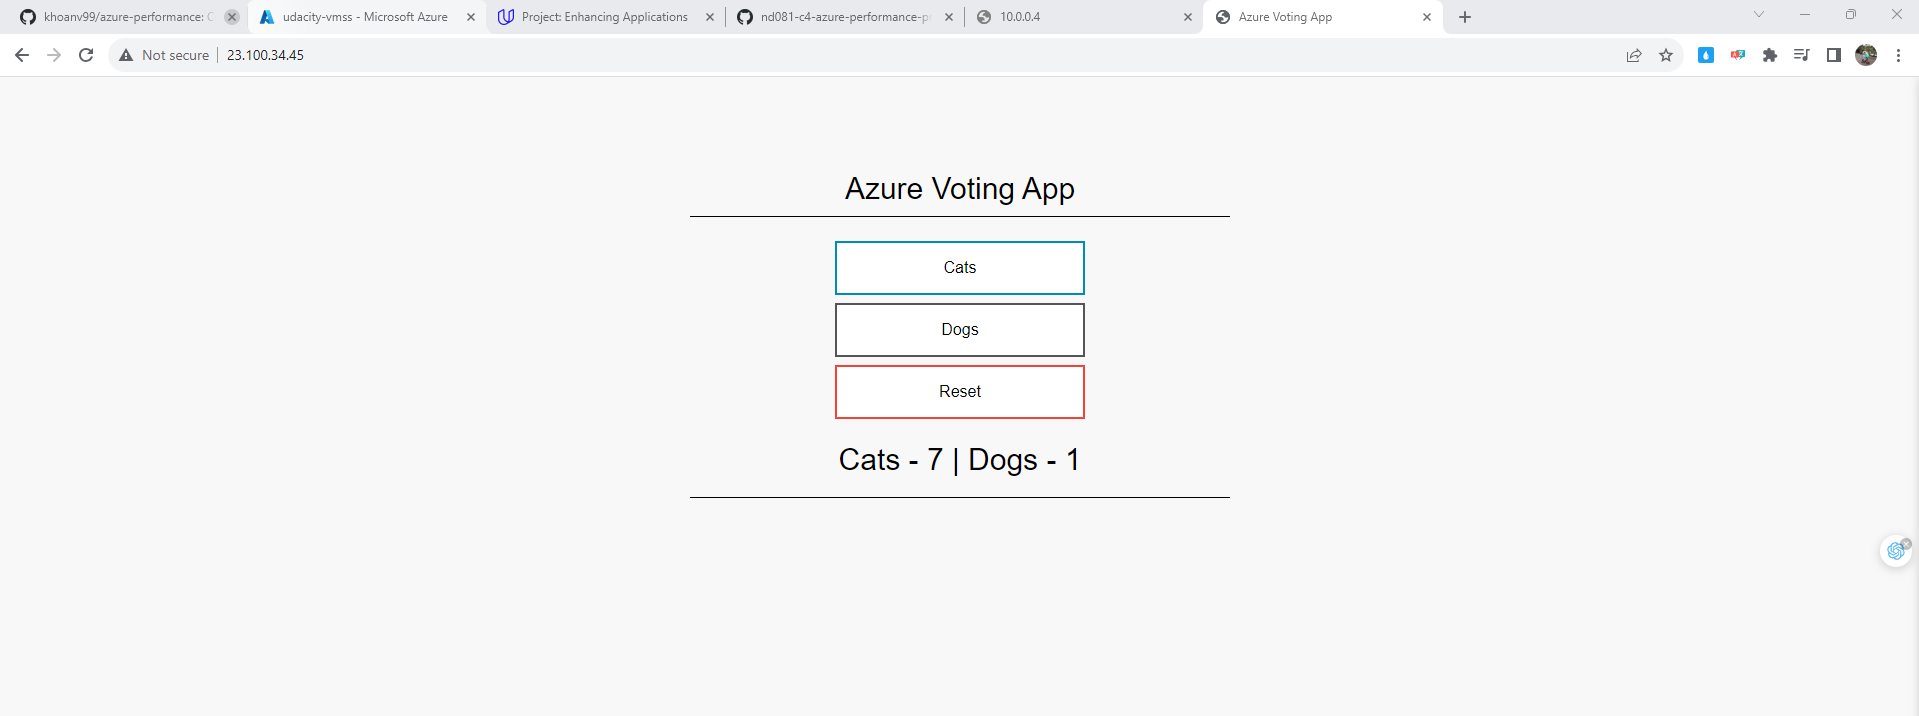 khoanv99/azure-performance: C
udacity-vmss - Microsoft Azure
Project: Enhancing Applications
nd081-c4-azure-performance-pr
10.0.0.4
Azure Voting App
Not secure
23.100.34.45
Azure Voting App
Cats
Dogs
Reset
Cats - 7 | Dogs - 1